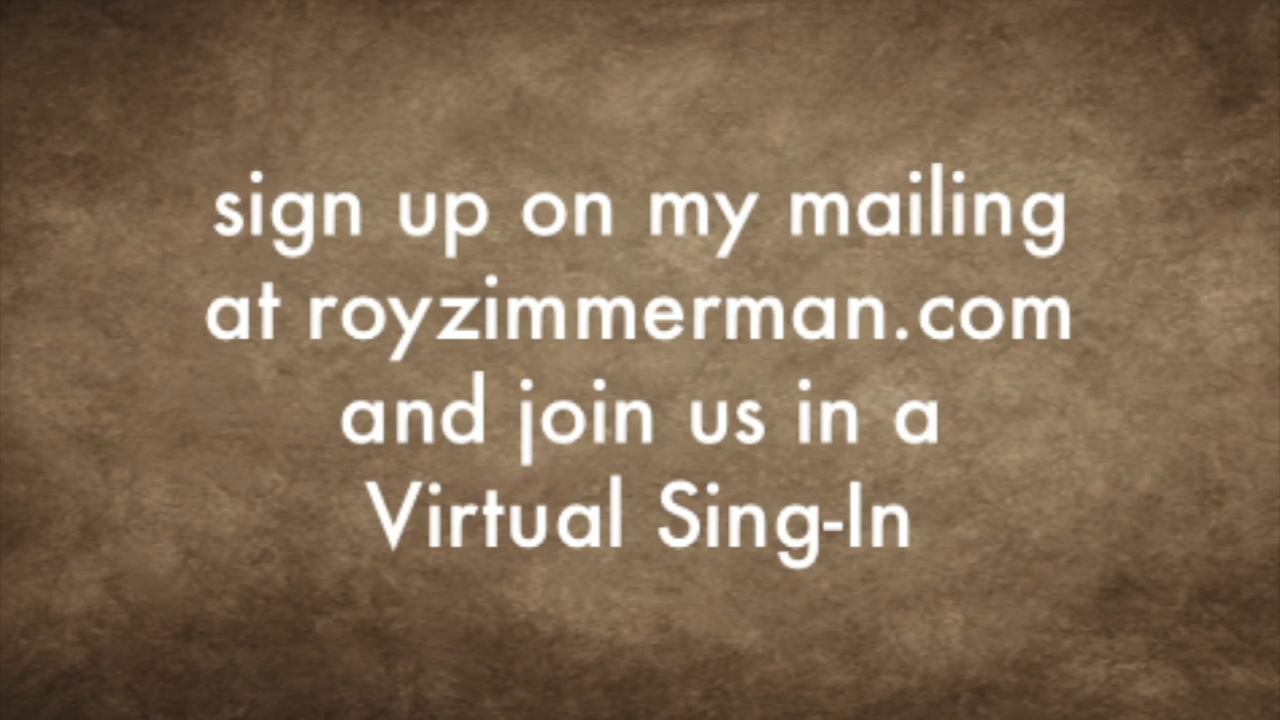 sign up on my mailing
at royzimmerman.com
and join us in a
Virtual Sing-In